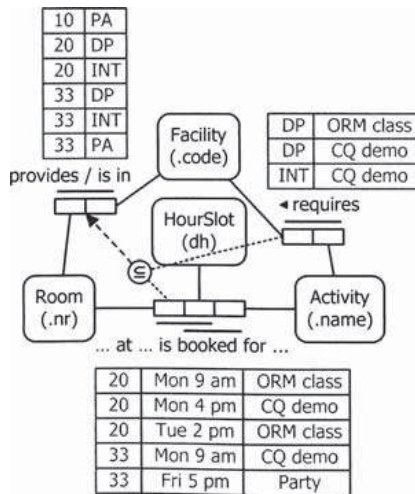 10 PA
20 DP
20 INT
33 DP
33 INT
33 PA
Facility
(.code)
DP ORM class
DP CQ demo
INT CQ demo
provides / is in
◄ requires
HourSlot
(dh)
⊆
Room
(.nr)
Activity
(.name)
... at ... is booked for ...
20 Mon 9 am ORM class
20 Mon 4 pm CQ demo
20 Tue 2 pm ORM class
33 Mon 9 am CQ demo
33 Fri 5 pm Party